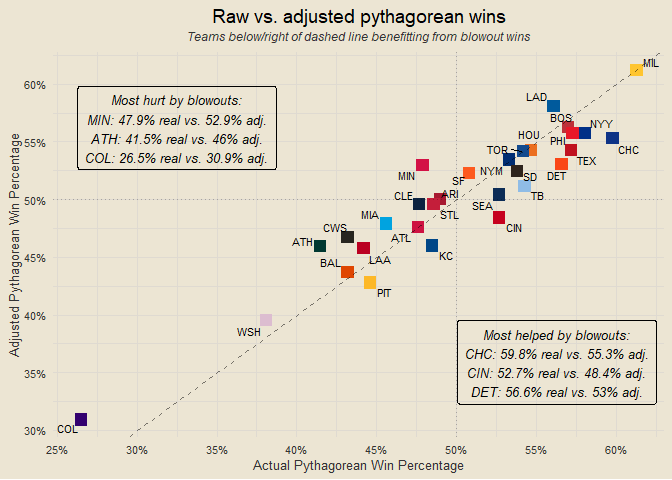 Raw vs. adjusted pythagorean wins
Teams below/right of dashed line benefitting from blowout wins
Adjusted Pythagorean Win Percentage
60%
55%
50%
45%
40%
35%
30%
Most hurt by blowouts:
MIN: 47.9% real vs. 52.9% adj.
ATH: 41.5% real vs. 46% adj.
COL: 26.5% real vs. 30.9% adj.
MIL
LAD
BOS
NYY
HOU
PHI
CHC
TOR
TEX
MIN
SF
NYM
SD
DET
CLE
ARI
SEA
TB
MIA
STL
CIN
CWS
ATL
ATH
LAA
KC
BAL
PIT
WSH
COL
Most helped by blowouts:
CHC: 59.8% real vs. 55.3% adj.
CIN: 52.7% real vs. 48.4% adj.
DET: 56.6% real vs. 53% adj.
25%
30%
35%
40%
45%
50%
55%
60%
Actual Pythagorean Win Percentage